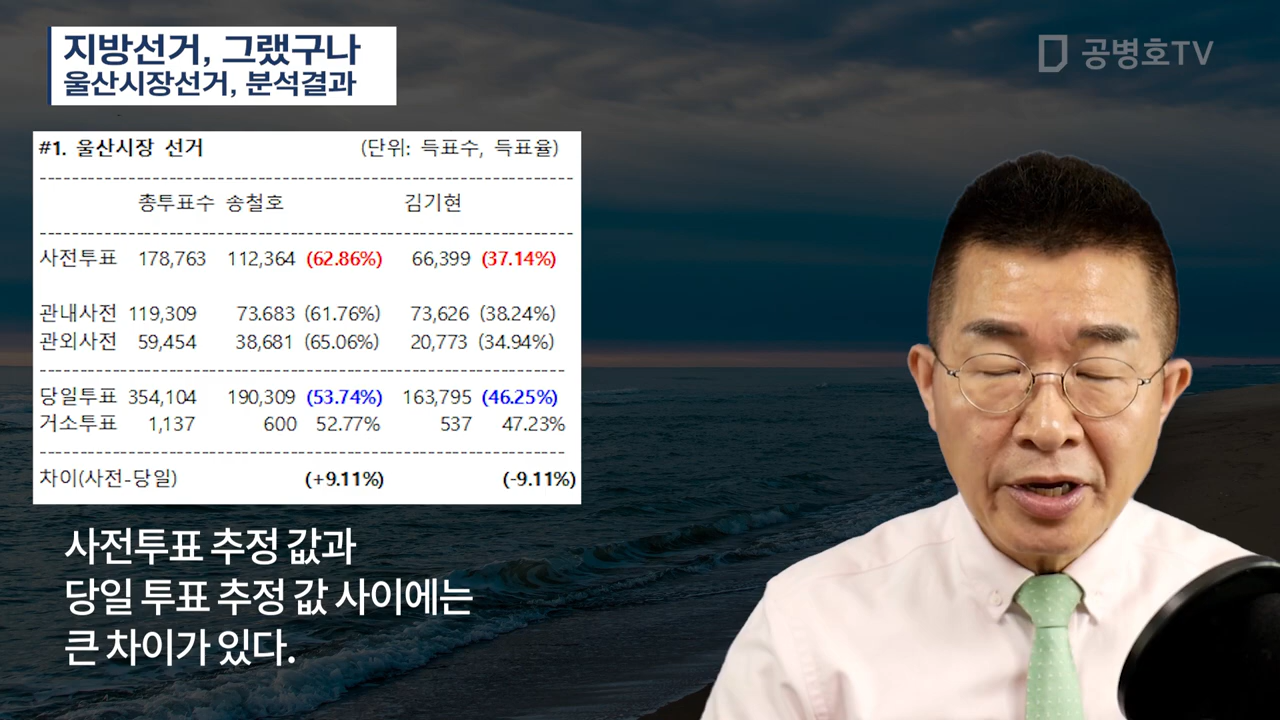 지방선거, 그랬구나
울산시장선거, 분석결과
공병호TV
#1. 울산시장 선거 (단위: 득표수, 득표율)
총투표수 송철호 김기현
사전투표 178,763 112,364 (62.86%) 66,399 (37.14%)
관내사전 119,309 73.683 (61.76%) 73,626 (38.24%)
관외사전 59,454 38,681 (65.06%) 20,773 (34.94%)
당일투표 354,104 190,309 (53.74%) 163,795 (46.25%)
거소투표 1,137 600 52.77% 537 47.23%
차이(사전-당일) (+9.11%) (-9.11%)
사전투표 추정 값과
당일 투표 추정 값 사이에는
큰 차이가 있다.